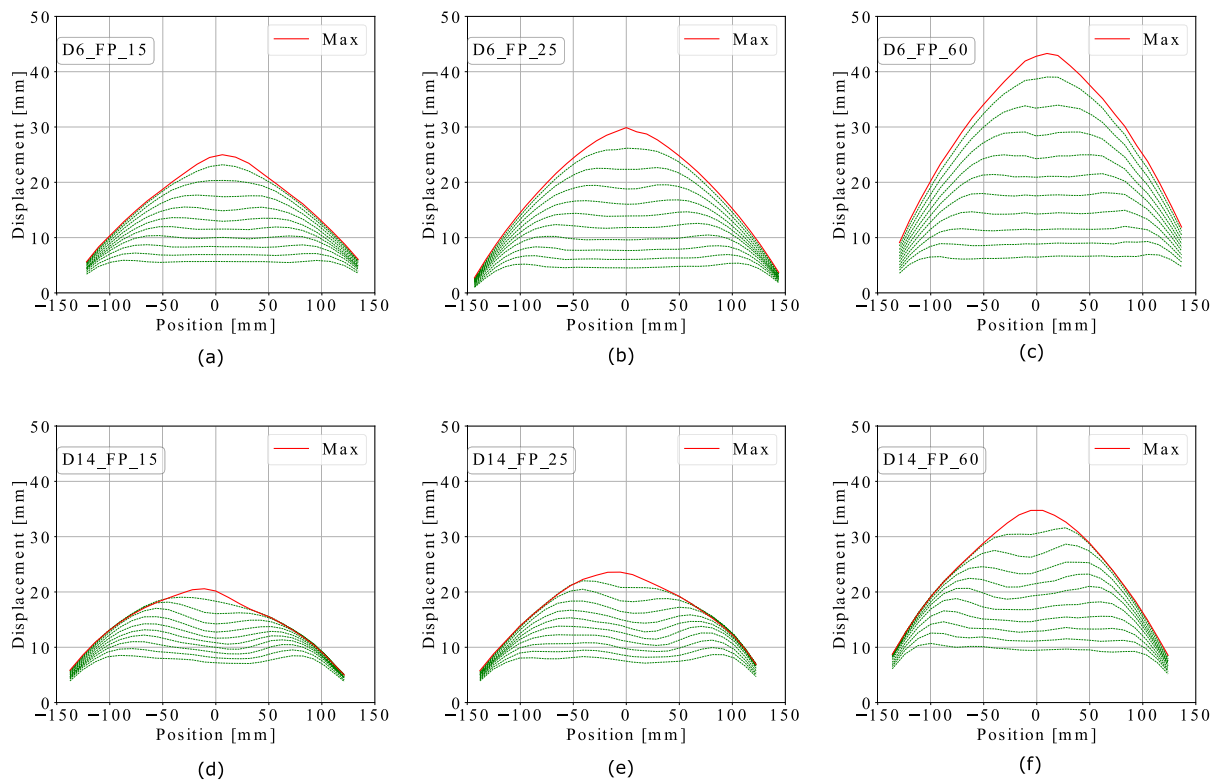 50
40
30
20
10
0
Displacement [mm]
D6_FP_15
Max
−150 −100 −50 0 50 100 150
Position [mm]
(a)
50
40
30
20
10
0
Displacement [mm]
D6_FP_25
Max
−150 −100 −50 0 50 100 150
Position [mm]
(b)
50
40
30
20
10
0
Displacement [mm]
D6_FP_60
Max
−150 −100 −50 0 50 100 150
Position [mm]
(c)
50
40
30
20
10
0
Displacement [mm]
D14_FP_15
Max
−150 −100 −50 0 50 100 150
Position [mm]
(d)
50
40
30
20
10
0
Displacement [mm]
D14_FP_25
Max
−150 −100 −50 0 50 100 150
Position [mm]
(e)
50
40
30
20
10
0
Displacement [mm]
D14_FP_60
Max
−150 −100 −50 0 50 100 150
Position [mm]
(f)